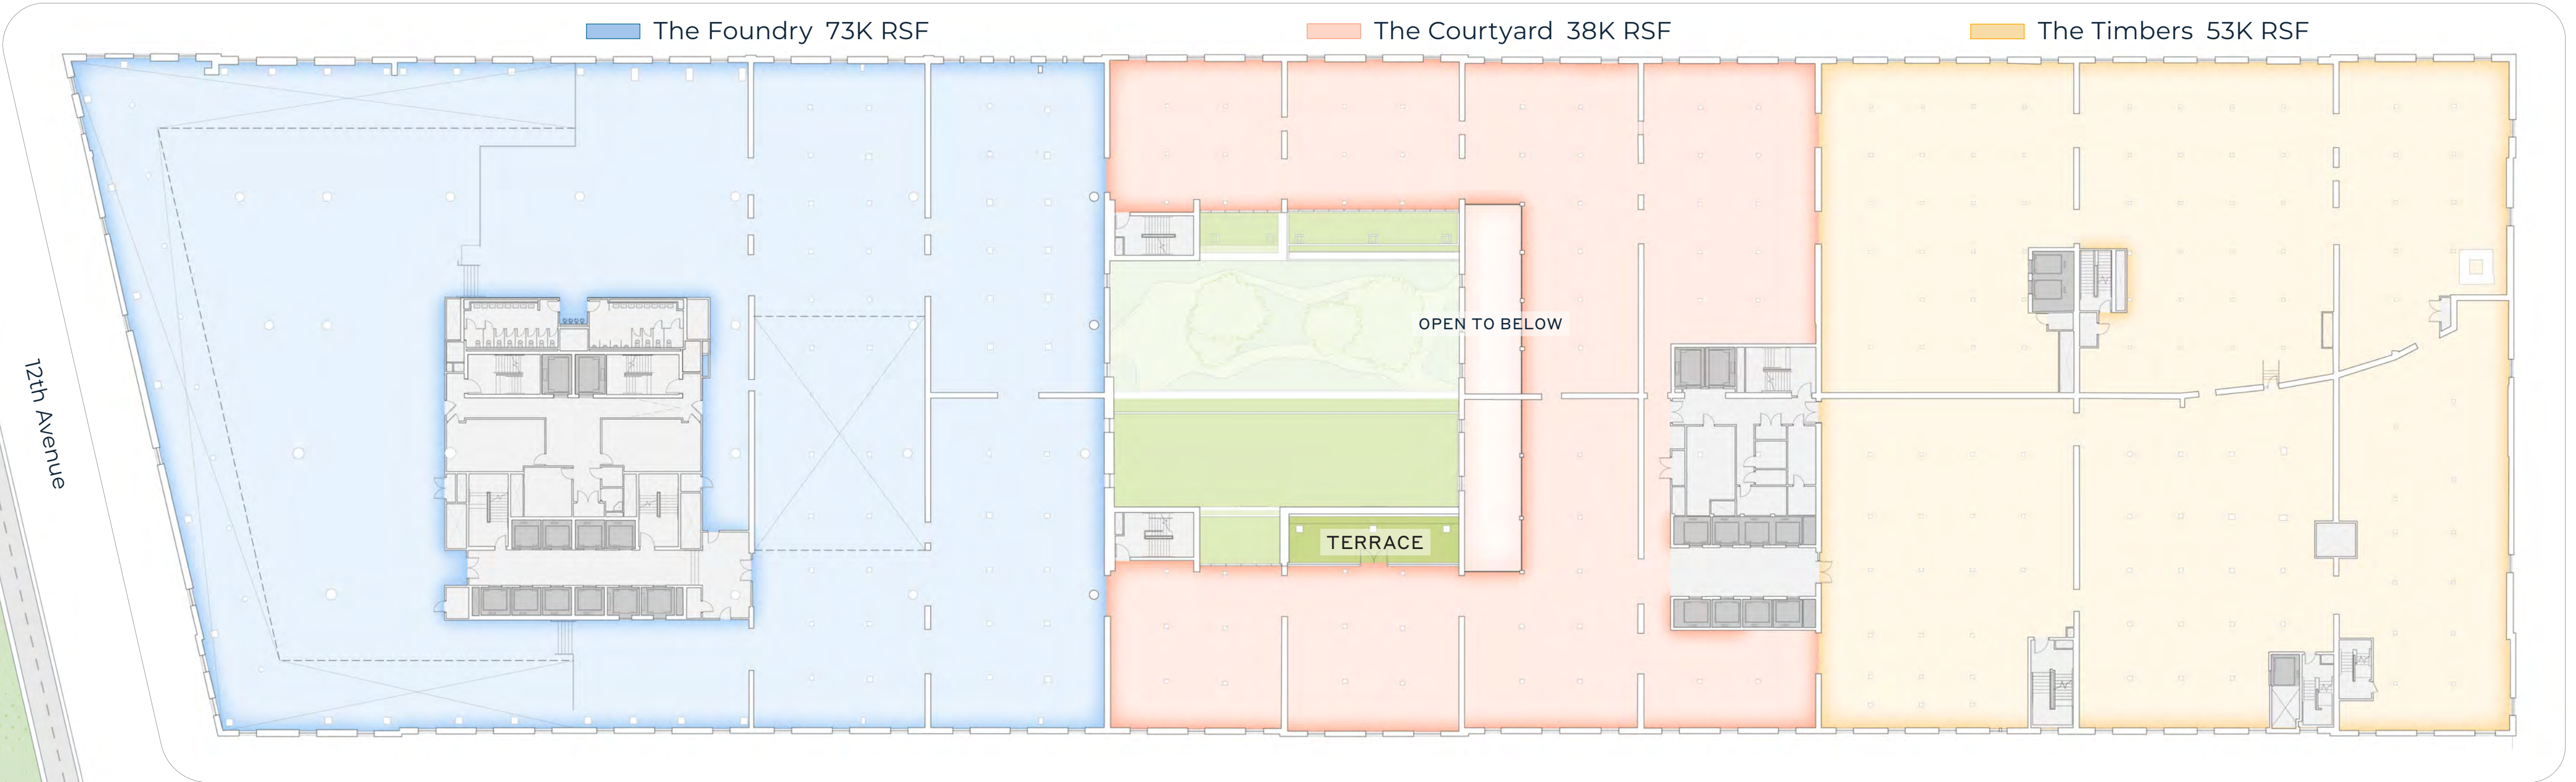 The Foundry 73K RSF
The Courtyard 38K RSF
The Timbers 53K RSF
12th Avenue
OPEN TO BELOW
TERRACE